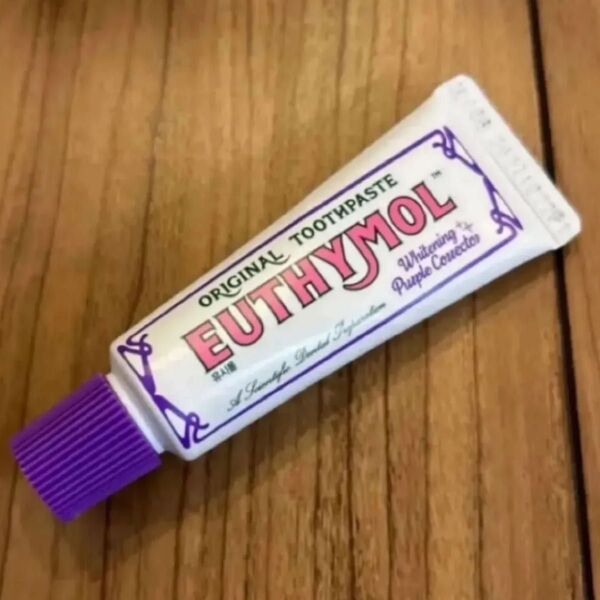 ORIGINAL TOOTHPASTE
EUTHYMOL™
Whitening
Purple Corrector
유시몰
A Scientific Dental Preparation